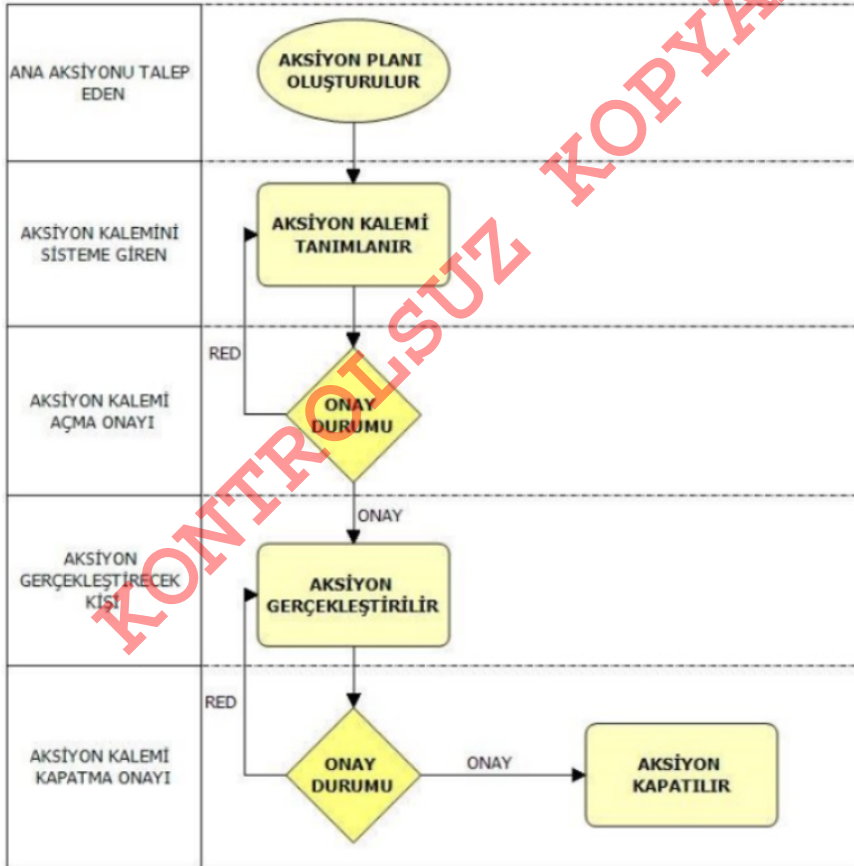 ANA AKSİYONU TALEP
EDEN
AKSİYON PLANI
OLUŞTURULUR
AKSİYON KALEMİNİ
SİSTEME GİREN
AKSİYON KALEMİ
TANIMLANIR
RED
AKSİYON KALEMİ
AÇMA ONAYI
ONAY
DURUMU
ONAY
AKSİYON
GERÇEKLEŞTİRECEK
KİŞİ
AKSİYON
GERÇEKLEŞTİRİLİR
RED
AKSİYON KALEMİ
KAPATMA ONAYI
ONAY
DURUMU
ONAY
AKSİYON
KAPATILIR
KONTROLSUZ KOPYA